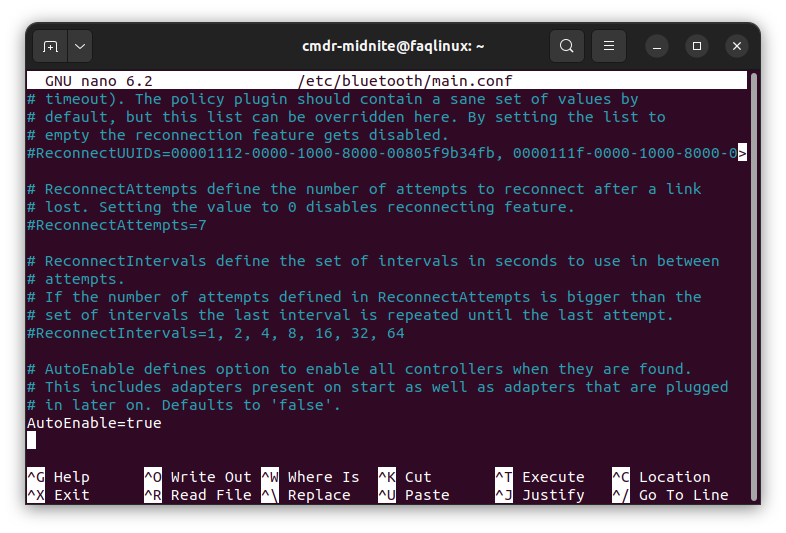 cmdr-midnite@faqlinux: ~
GNU nano 6.2 /etc/bluetooth/main.conf
# timeout). The policy plugin should contain a sane set of values by
# default, but this list can be overridden here. By setting the list to
# empty the reconnection feature gets disabled.
#ReconnectUUIDs=00001112-0000-1000-8000-00805f9b34fb, 0000111f-0000-1000-8000-0>
# ReconnectAttempts define the number of attempts to reconnect after a link
# lost. Setting the value to 0 disables reconnecting feature.
#ReconnectAttempts=7
# ReconnectIntervals define the set of intervals in seconds to use in between
# attempts.
# If the number of attempts defined in ReconnectAttempts is bigger than the
# set of intervals the last interval is repeated until the last attempt.
#ReconnectIntervals=1, 2, 4, 8, 16, 32, 64
# AutoEnable defines option to enable all controllers when they are found.
# This includes adapters present on start as well as adapters that are plugged
# in later on. Defaults to 'false'.
AutoEnable=true
^G Help ^O Write Out ^W Where Is ^K Cut ^T Execute ^C Location
^X Exit ^R Read File ^\ Replace ^U Paste ^J Justify ^/ Go To Line